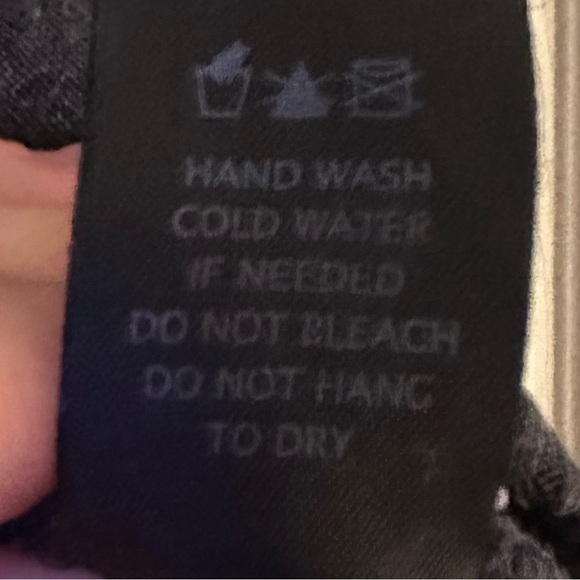 HAND WASH
COLD WATER
IF NEEDED
DO NOT BLEACH
DO NOT HANG
TO DRY